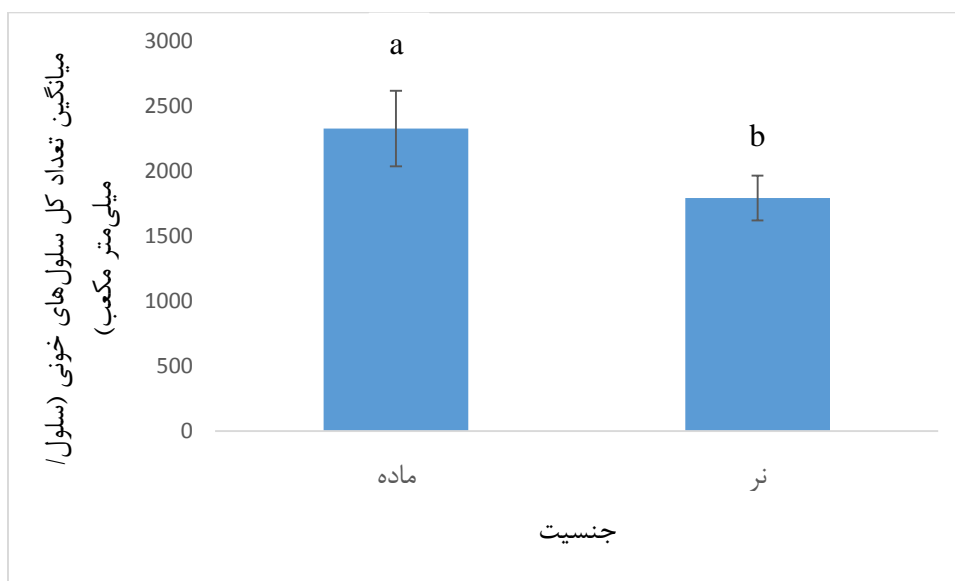 میانگین تعداد کل سلول‌های خونی (سلول/
میلی‌متر مکعب)
3000
2500
2000
1500
1000
500
0
a
b
ماده
نر
جنسیت